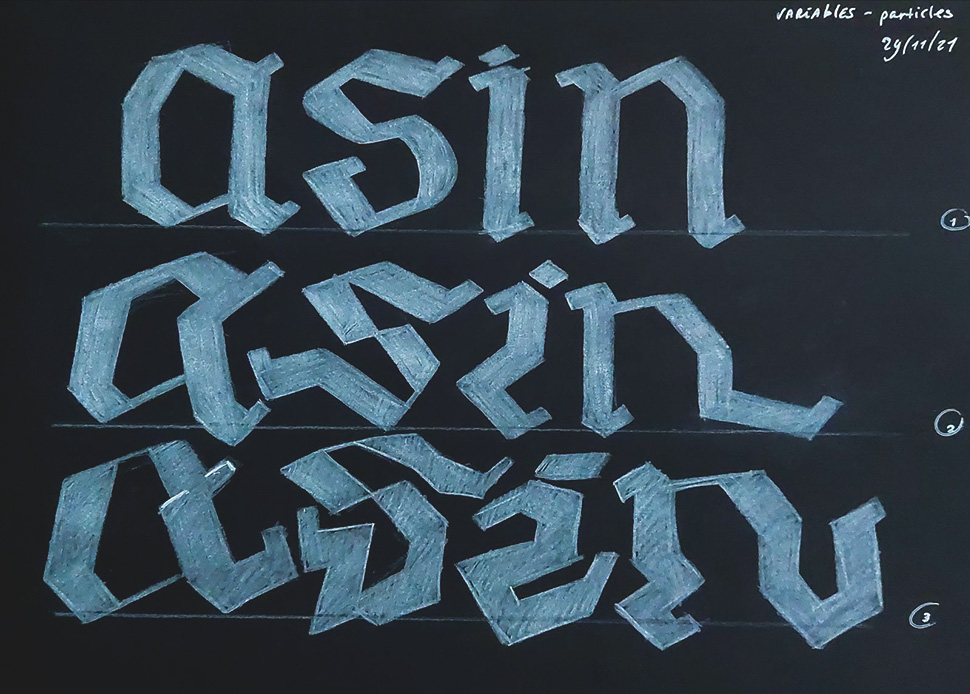 VARiAbLES - particles
29/11/21
asin
1
asin
2
asin
3